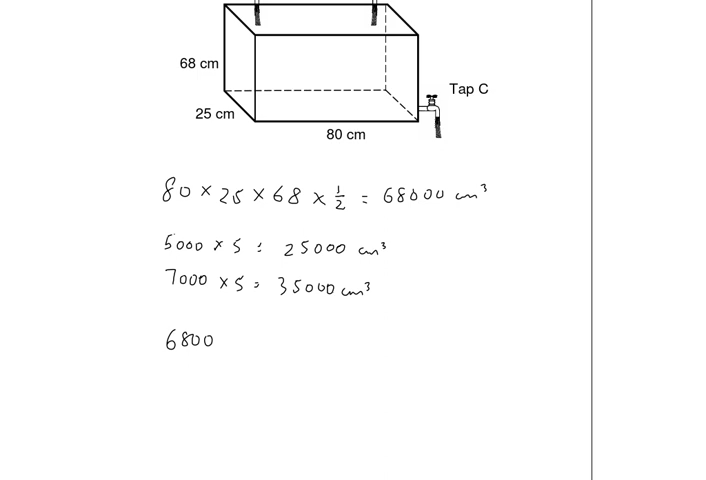 68 cm
Tap C
25 cm
80 cm
80 × 25 × 68 × 1/2 = 68000 cm³
5000 × 5 = 25000 cm³
7000 × 5 = 35000 cm³
6800